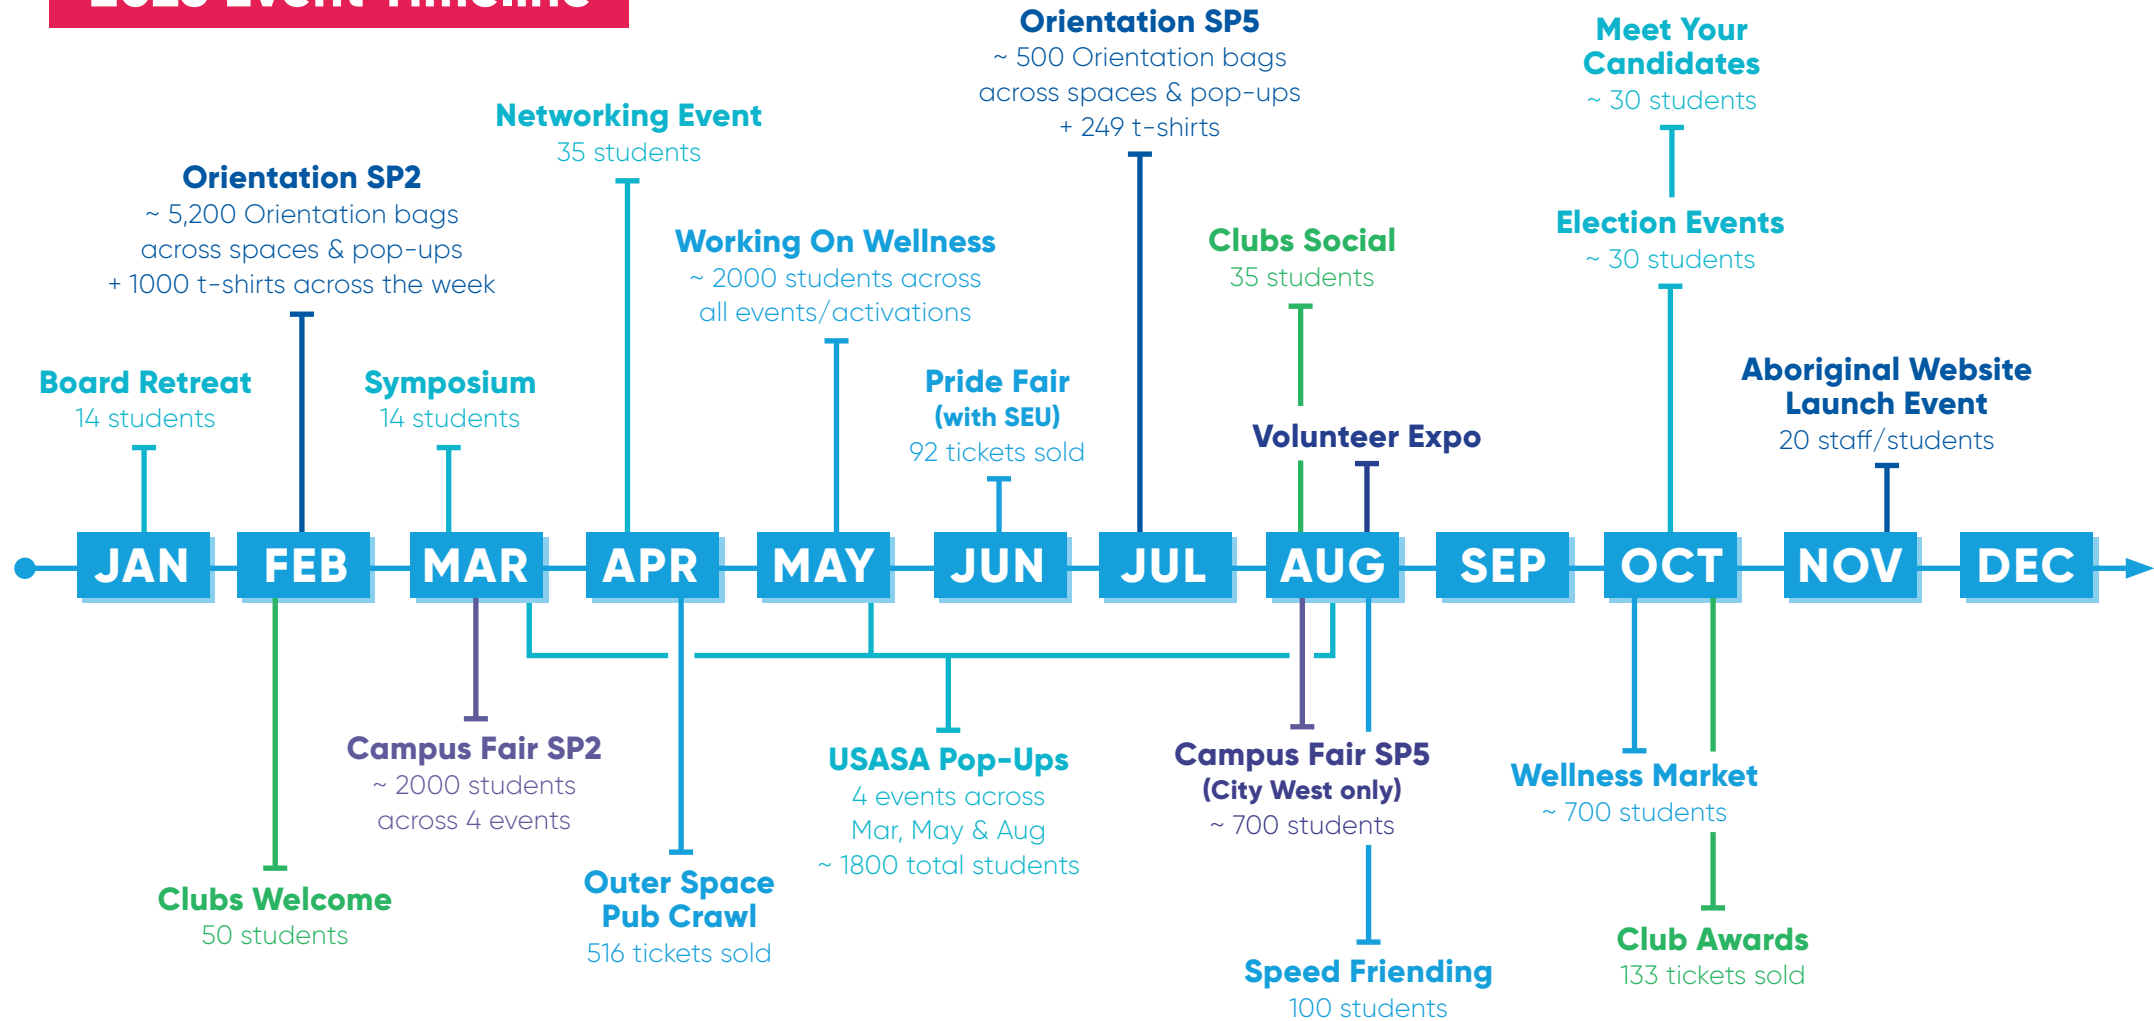 Event Timeline
Orientation SP5
~ 500 Orientation bags
across spaces & pop-ups
+ 249 t-shirts
Meet Your
Candidates
~ 30 students
Networking Event
35 students
Orientation SP2
~ 5,200 Orientation bags
across spaces & pop-ups
+ 1000 t-shirts across the week
Working On Wellness
~ 2000 students across
all events/activations
Clubs Social
35 students
Election Events
~ 30 students
Board Retreat
14 students
Symposium
14 students
Pride Fair
(with SEU)
92 tickets sold
Volunteer Expo
Aboriginal Website
Launch Event
20 staff/students
JAN
FEB
MAR
APR
MAY
JUN
JUL
AUG
SEP
OCT
NOV
DEC
Campus Fair SP2
~ 2000 students
across 4 events
USASA Pop-Ups
4 events across
Mar, May & Aug
~ 1800 total students
Campus Fair SP5
(City West only)
~ 700 students
Wellness Market
~ 700 students
Clubs Welcome
50 students
Outer Space
Pub Crawl
516 tickets sold
Speed Friending
100 students
Club Awards
133 tickets sold